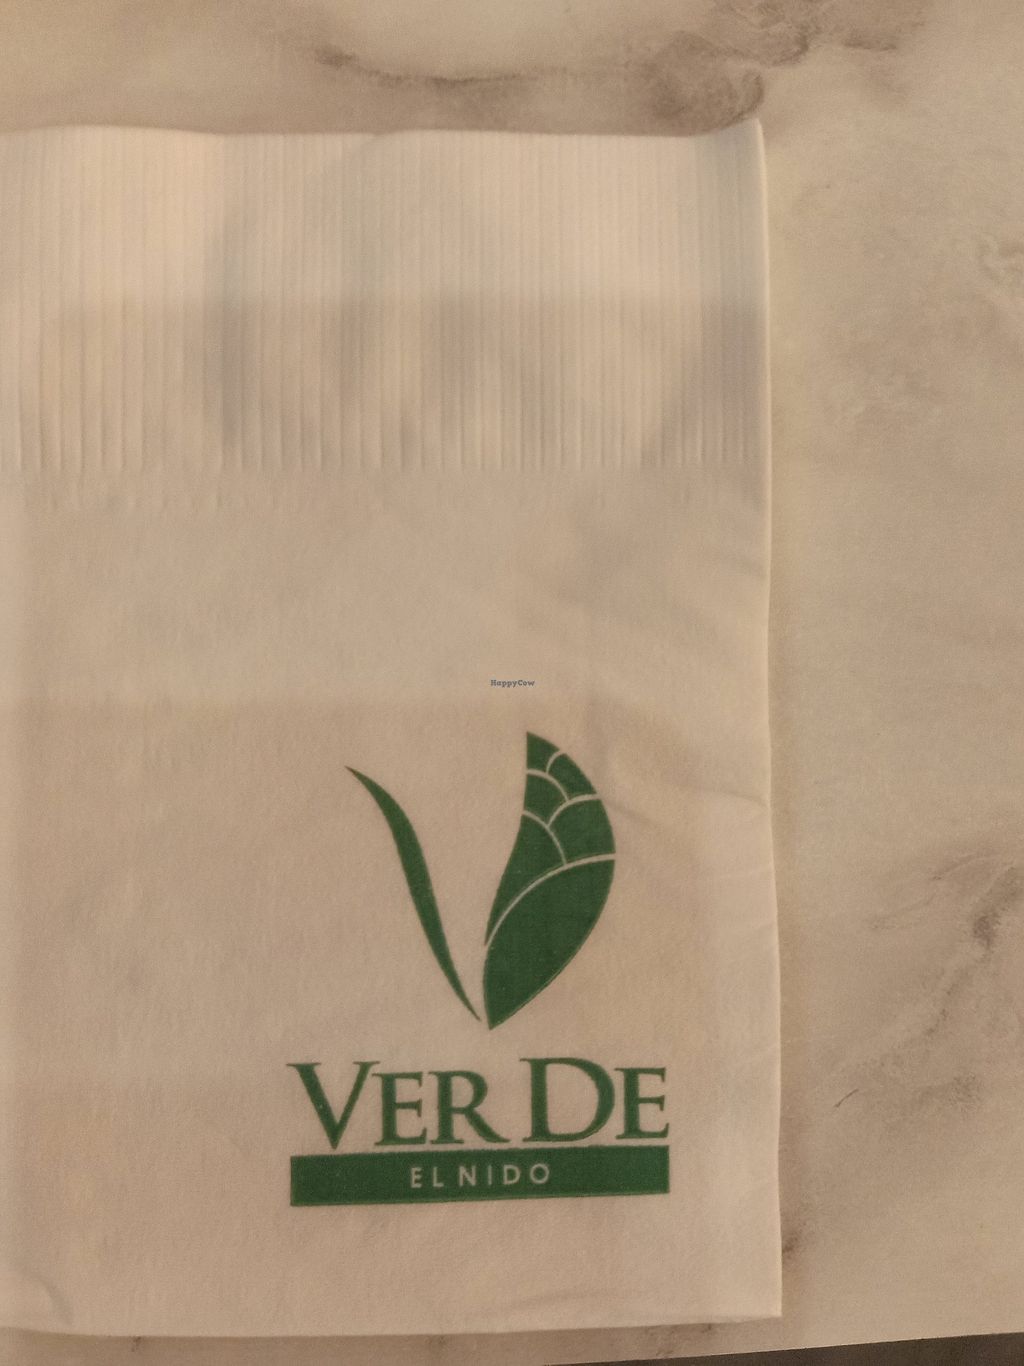 HappyCow
VER DE
EL NIDO